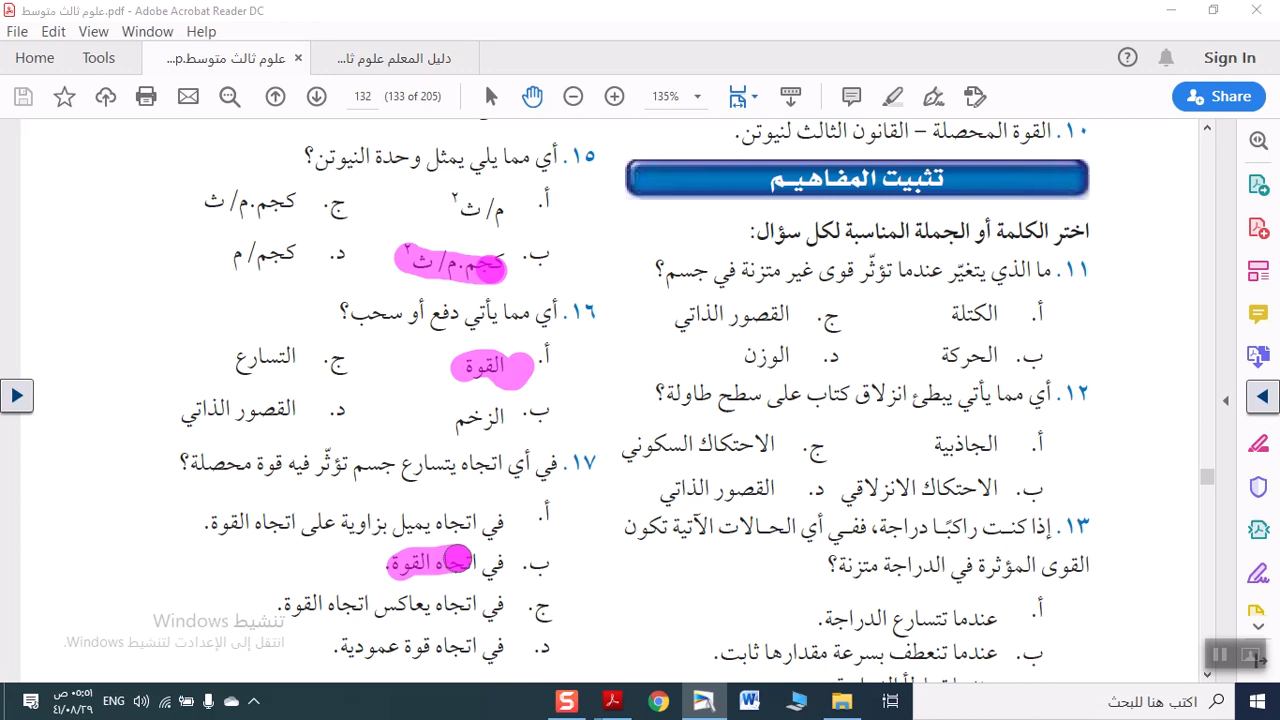 علوم ثالث متوسط.pdf - Adobe Acrobat Reader DC
File Edit View Window Help
Home Tools علوم ثالث متوسط.p... × دليل المعلم علوم ثا... Sign In
132 (133 of 205) 135% Share
١٠. القوة المحصلة – القانون الثالث لنيوتن.
تثبيت المفاهيم
اختر الكلمة أو الجملة المناسبة لكل سؤال:
١١. ما الذي يتغيّر عندما تؤثّر قوى غير متزنة في جسم؟
أ. الكتلة ج. القصور الذاتي
ب. الحركة د. الوزن
١٢. أي مما يأتي يبطئ انزلاق كتاب على سطح طاولة؟
أ. الجاذبية ج. الاحتكاك السكوني
ب. الاحتكاك الانزلاقي د. القصور الذاتي
١٣. إذا كنت راكبًا دراجة، ففي أي الحالات الآتية تكون
القوى المؤثرة في الدراجة متزنة؟
أ. عندما تتسارع الدراجة.
ب. عندما تنعطف بسرعة مقدارها ثابت.
١٥. أي مما يلي يمثل وحدة النيوتن؟
أ. م/ ث٢ ج. كجم.م/ ث
ب. كجم.م/ ث٢ د. كجم/ م
١٦. أي مما يأتي دفع أو سحب؟
أ. القوة ج. التسارع
ب. الزخم د. القصور الذاتي
١٧. في أي اتجاه يتسارع جسم تؤثّر فيه قوة محصلة؟
أ. في اتجاه يميل بزاوية على اتجاه القوة.
ب. في اتجاه القوة.
ج. في اتجاه يعاكس اتجاه القوة.
د. في اتجاه قوة عمودية.
تنشيط Windows
انتقل إلى الإعدادت لتنشيط Windows.
٠٥:٥١ ص
٤١/٠٨/٢٩
ENG
اكتب هنا للبحث